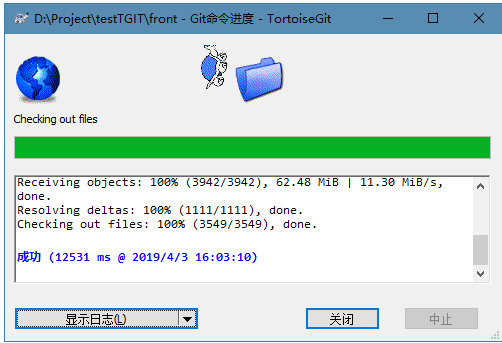 D:\Project\testTGIT\front - Git命令进度 - TortoiseGit
Checking out files
Receiving objects: 100% (3942/3942), 62.48 MiB | 11.30 MiB/s,
done.
Resolving deltas: 100% (1111/1111), done.
Checking out files: 100% (3549/3549), done.
成功 (12531 ms @ 2019/4/3 16:03:10)
显示日志(L)
关闭
中止